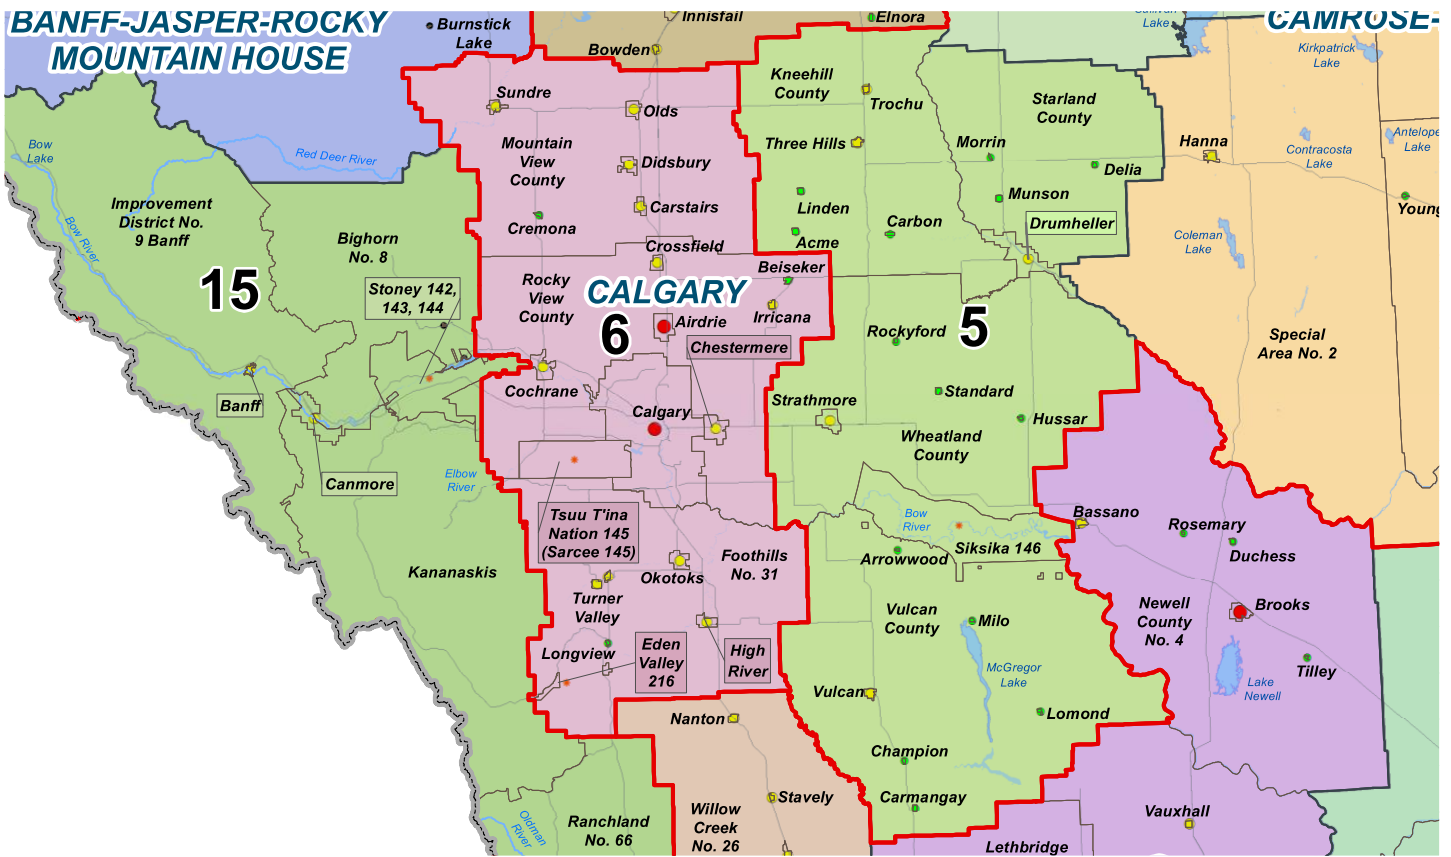 BANFF-JASPER-ROCKY
MOUNTAIN HOUSE
Burnstick
Lake
Innisfail
Elnora
Bowden
Lake
CAMROSE-
Kirkpatrick
Lake
Kneehill
County
Trochu
Starland
County
Sundre
Olds
Bow
Lake
Red Deer River
Mountain
View
County
Didsbury
Three Hills
Morrin
Delia
Hanna
Contracosta
Lake
Antelope
Lake
Improvement
District No.
9 Banff
Bow River
Bighorn
No. 8
Carstairs
Cremona
Linden
Munson
Carbon
Acme
Drumheller
Coleman
Lake
Young
Crossfield
Beiseker
15
Stoney 142,
143, 144
Rocky
View
County
CALGARY
6
Airdrie
Irricana
Chestermere
Rockyford
5
Special
Area No. 2
Banff
Cochrane
Calgary
Strathmore
Standard
Hussar
Wheatland
County
Canmore
Elbow
River
Tsuu T'ina
Nation 145
(Sarcee 145)
Bow
River
Bassano
Rosemary
Duchess
Siksika 146
Arrowwood
Foothills
No. 31
Okotoks
Kananaskis
Turner
Valley
Vulcan
County
Milo
Newell
County
No. 4
Brooks
Longview
Eden
Valley
216
High
River
McGregor
Lake
Lake
Newell
Tilley
Nanton
Vulcan
Lomond
Champion
Stavely
Carmangay
Vauxhall
Oldman
River
Ranchland
No. 66
Willow
Creek
No. 26
Lethbridge